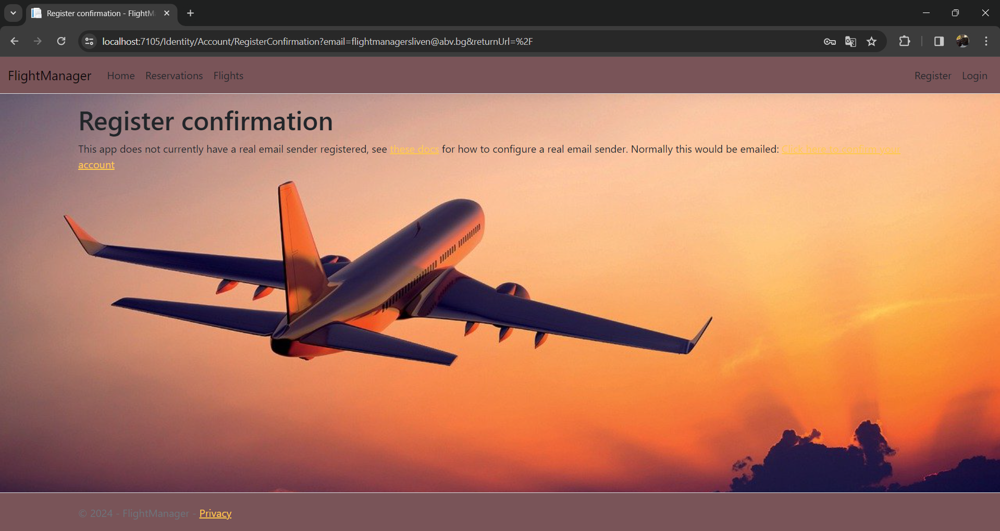 Register confirmation - FlightM
localhost:7105/Identity/Account/RegisterConfirmation?email=flightmanagersliven@abv.bg&returnUrl=%2F
FlightManager Home Reservations Flights Register Login
Register confirmation
This app does not currently have a real email sender registered, see these docs for how to configure a real email sender. Normally this would be emailed: Click here to confirm your
account
© 2024 - FlightManager - Privacy